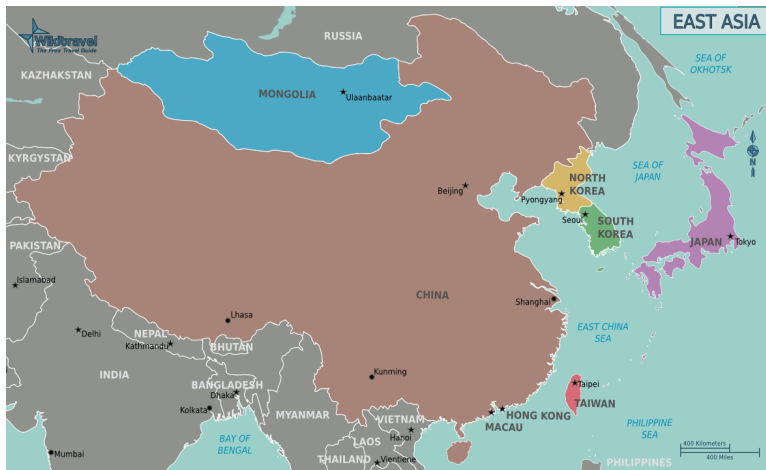 EAST ASIA
Wikitravel
The Free Travel Guide
RUSSIA
SEA OF
OKHOTSK
KAZAKHSTAN
MONGOLIA
Ulaanbaatar
KYRGYSTAN
N
SEA OF
JAPAN
NORTH
KOREA
Beijing
Pyongyang
Seoul
SOUTH
KOREA
JAPAN
Tokyo
PAKISTAN
Islamabad
CHINA
Shanghai
Lhasa
EAST CHINA
SEA
Delhi
NEPAL
Kathmandu
BHUTAN
INDIA
Kunming
BANGLADESH
Dhaka
Taipei
TAIWAN
Kolkata
MYANMAR
HONG KONG
MACAU
VIETNAM
Hanoi
PHILIPPINE
SEA
BAY OF
BENGAL
LAOS
Mumbai
THAILAND
Vientiene
PHILIPPINES
400 Kilometers
400 Miles